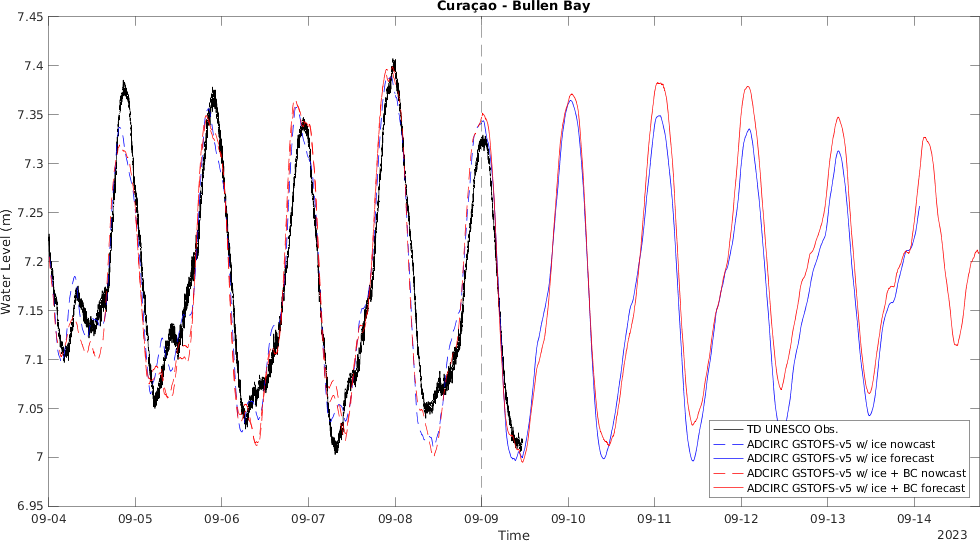 Curaçao - Bullen Bay
Water Level (m)
7.45
7.4
7.35
7.3
7.25
7.2
7.15
7.1
7.05
7
6.95
TD UNESCO Obs.
ADCIRC GSTOFS-v5 w/ ice nowcast
ADCIRC GSTOFS-v5 w/ ice forecast
ADCIRC GSTOFS-v5 w/ ice + BC nowcast
ADCIRC GSTOFS-v5 w/ ice + BC forecast
09-04 09-05 09-06 09-07 09-08 09-09 09-10 09-11 09-12 09-13 09-14
Time
2023